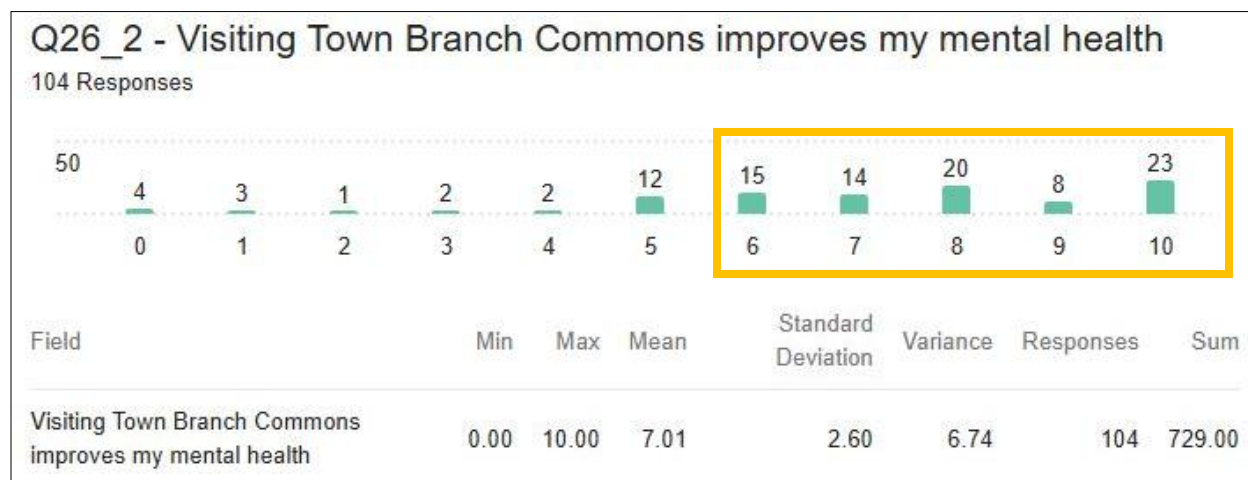 Q26_2 - Visiting Town Branch Commons improves my mental health
104 Responses
50
4 3 1 2 2 12 15 14 20 8 23
0 1 2 3 4 5 6 7 8 9 10
Field Min Max Mean Standard Deviation Variance Responses Sum
Visiting Town Branch Commons
improves my mental health 0.00 10.00 7.01 2.60 6.74 104 729.00